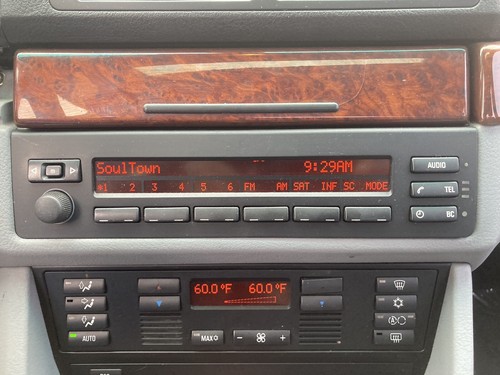 SoulTown 9:29AM AUDIO
1 2 3 4 5 6 FM AM SAT INF SC MODE TEL
BC
60.0 °F 60.0 °F
AUTO MAX